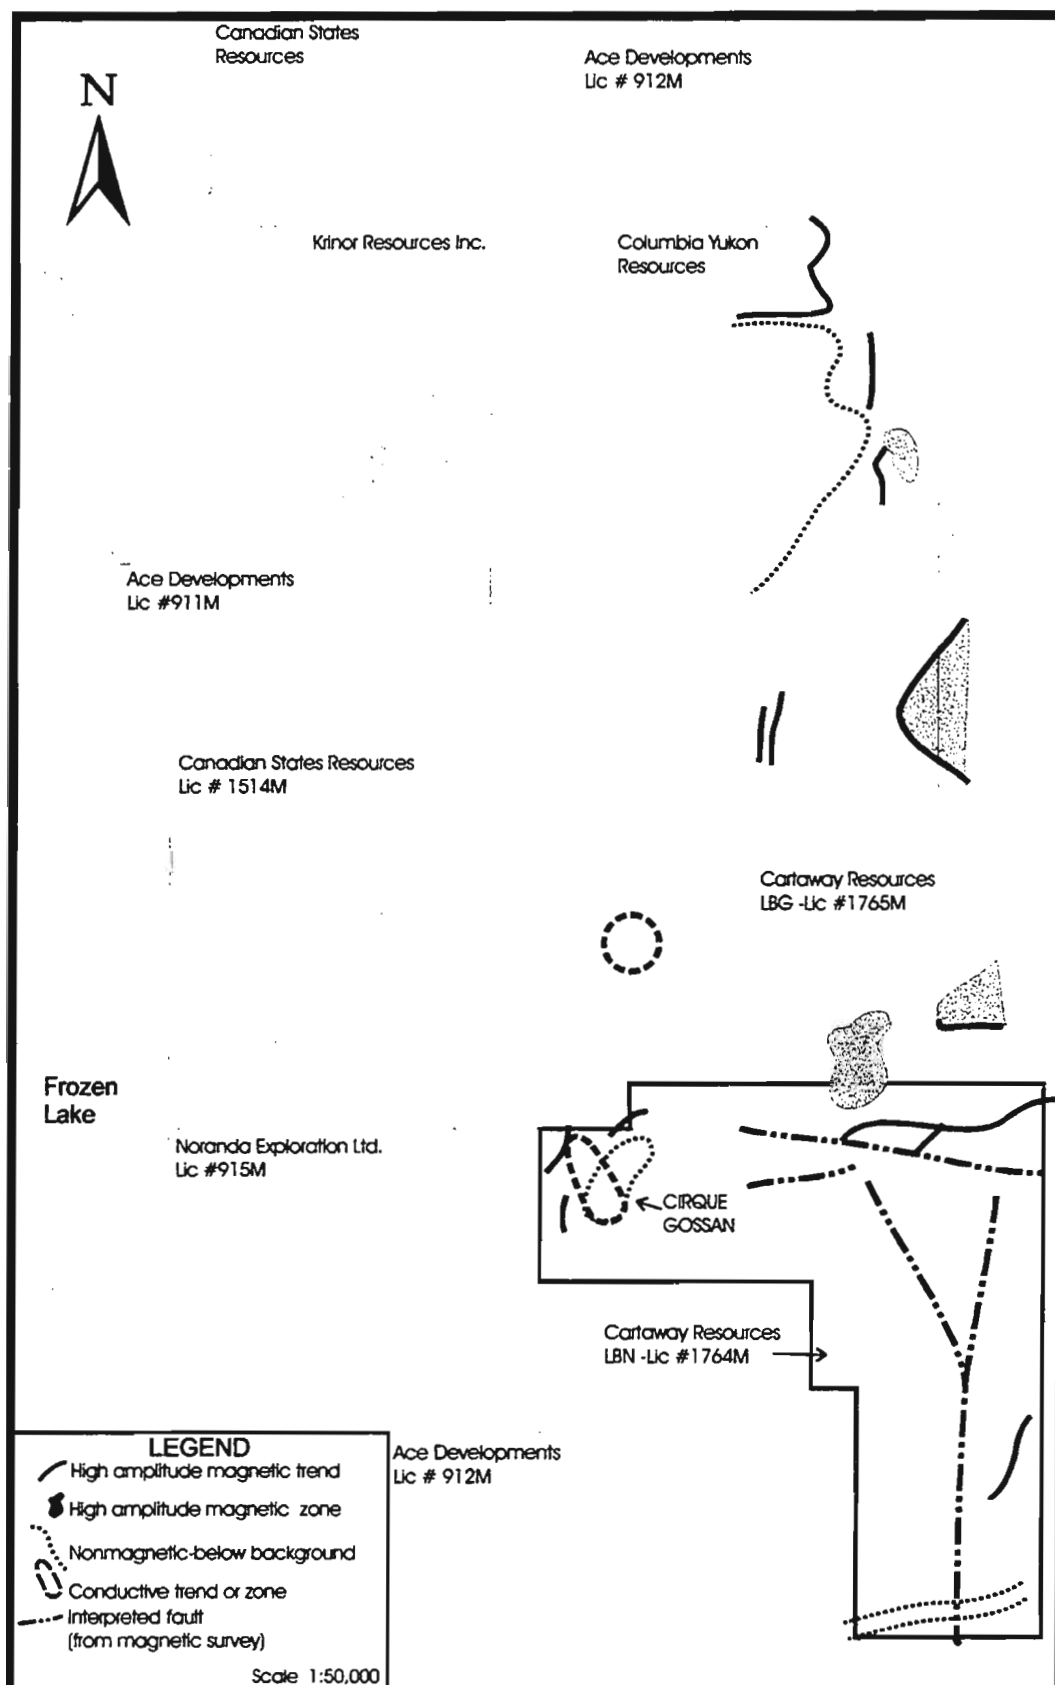 Canadian States
Resources
Ace Developments
Lic # 912M
N
Krinor Resources Inc.
Columbia Yukon
Resources
Ace Developments
Lic #911M
Canadian States Resources
Lic # 1514M
Cartaway Resources
LBG -Lic #1765M
Frozen
Lake
Noranda Exploration Ltd.
Lic #915M
CIRQUE
GOSSAN
Cartaway Resources
LBN -Lic #1764M
Ace Developments
Lic # 912M
LEGEND
High amplitude magnetic trend
High amplitude magnetic zone
Nonmagnetic-below background
Conductive trend or zone
Interpreted fault
(from magnetic survey)
Scale 1:50,000